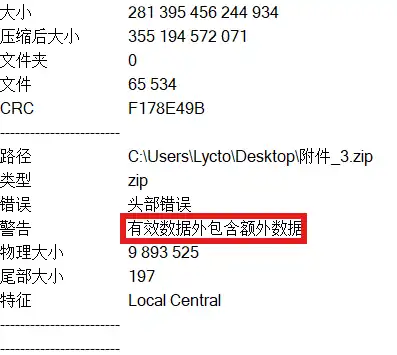 大小 281 395 456 244 934
压缩后大小 355 194 572 071
文件夹 0
文件 65 534
CRC F178E49B
------------------------
路径 C:\Users\Lycto\Desktop\附件_3.zip
类型 zip
错误 头部错误
警告 有效数据外包含额外数据
物理大小 9 893 525
尾部大小 197
特征 Local Central
------------------------
------------------------